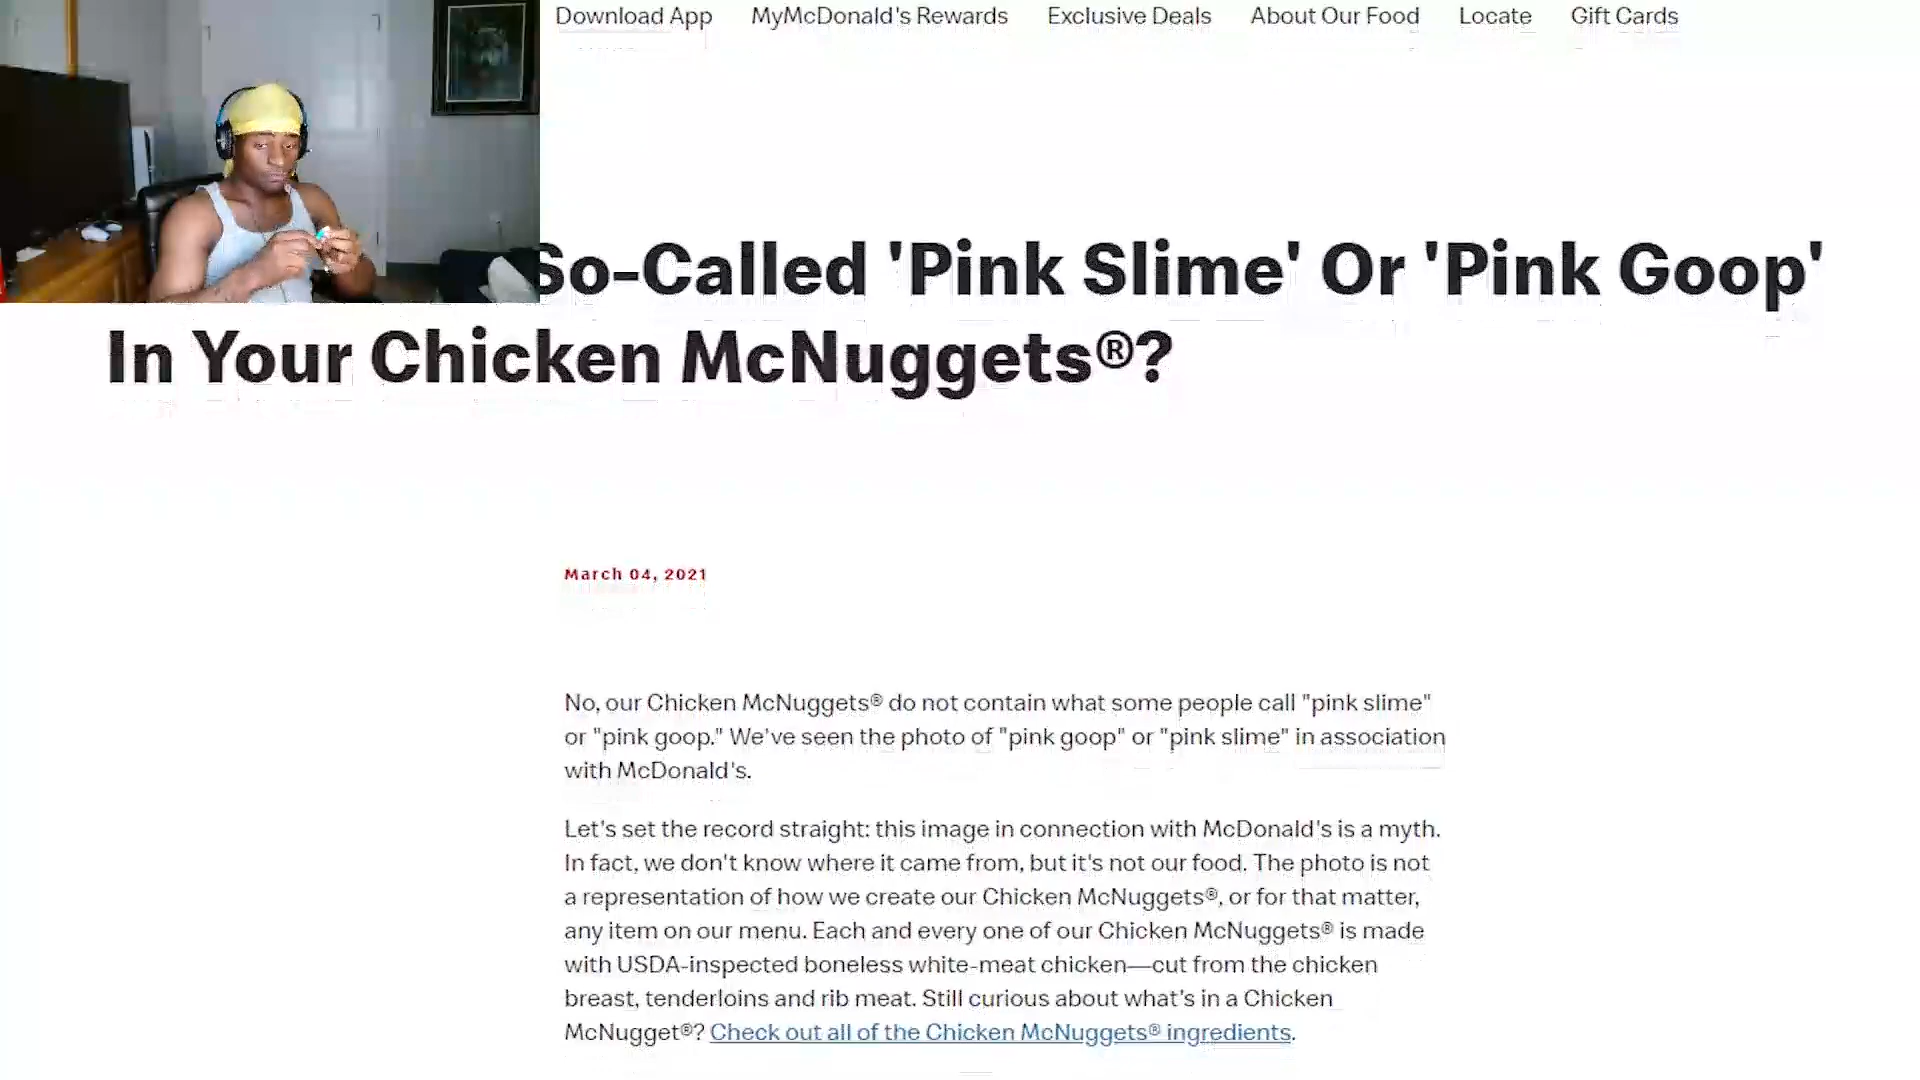 Download App MyMcDonald's Rewards Exclusive Deals About Our Food Locate Gift Cards
So-Called 'Pink Slime' Or 'Pink Goop'
In Your Chicken McNuggets®?
March 04, 2021
No, our Chicken McNuggets® do not contain what some people call "pink slime"
or "pink goop." We've seen the photo of "pink goop" or "pink slime" in association
with McDonald's.
Let's set the record straight: this image in connection with McDonald's is a myth.
In fact, we don't know where it came from, but it's not our food. The photo is not
a representation of how we create our Chicken McNuggets®, or for that matter,
any item on our menu. Each and every one of our Chicken McNuggets® is made
with USDA-inspected boneless white-meat chicken—cut from the chicken
breast, tenderloins and rib meat. Still curious about what's in a Chicken
McNugget®? Check out all of the Chicken McNuggets® ingredients.